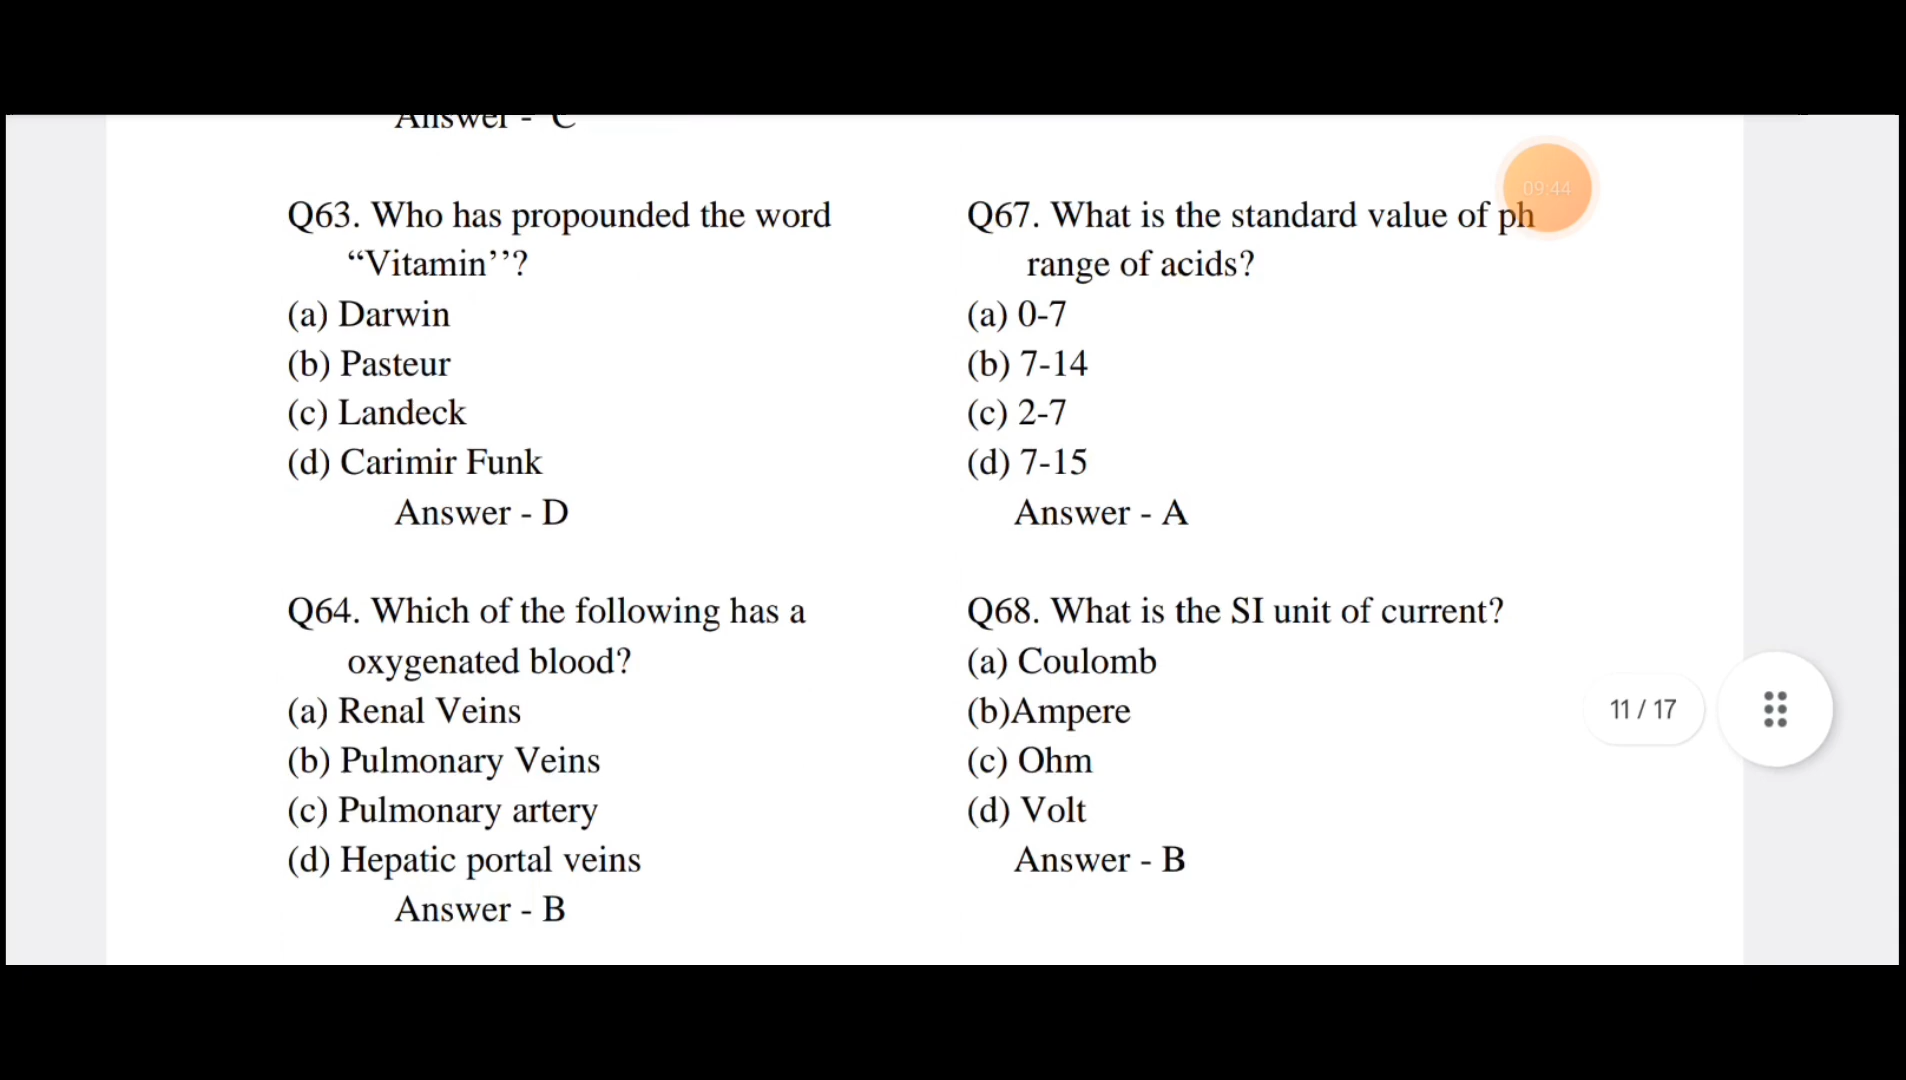 Answer - C
Q63. Who has propounded the word
“Vitamin’’?
(a) Darwin
(b) Pasteur
(c) Landeck
(d) Carimir Funk
Answer - D
Q64. Which of the following has a
oxygenated blood?
(a) Renal Veins
(b) Pulmonary Veins
(c) Pulmonary artery
(d) Hepatic portal veins
Answer - B
Q67. What is the standard value of ph
range of acids?
(a) 0-7
(b) 7-14
(c) 2-7
(d) 7-15
Answer - A
Q68. What is the SI unit of current?
(a) Coulomb
(b)Ampere
(c) Ohm
(d) Volt
Answer - B
09:44
11 / 17